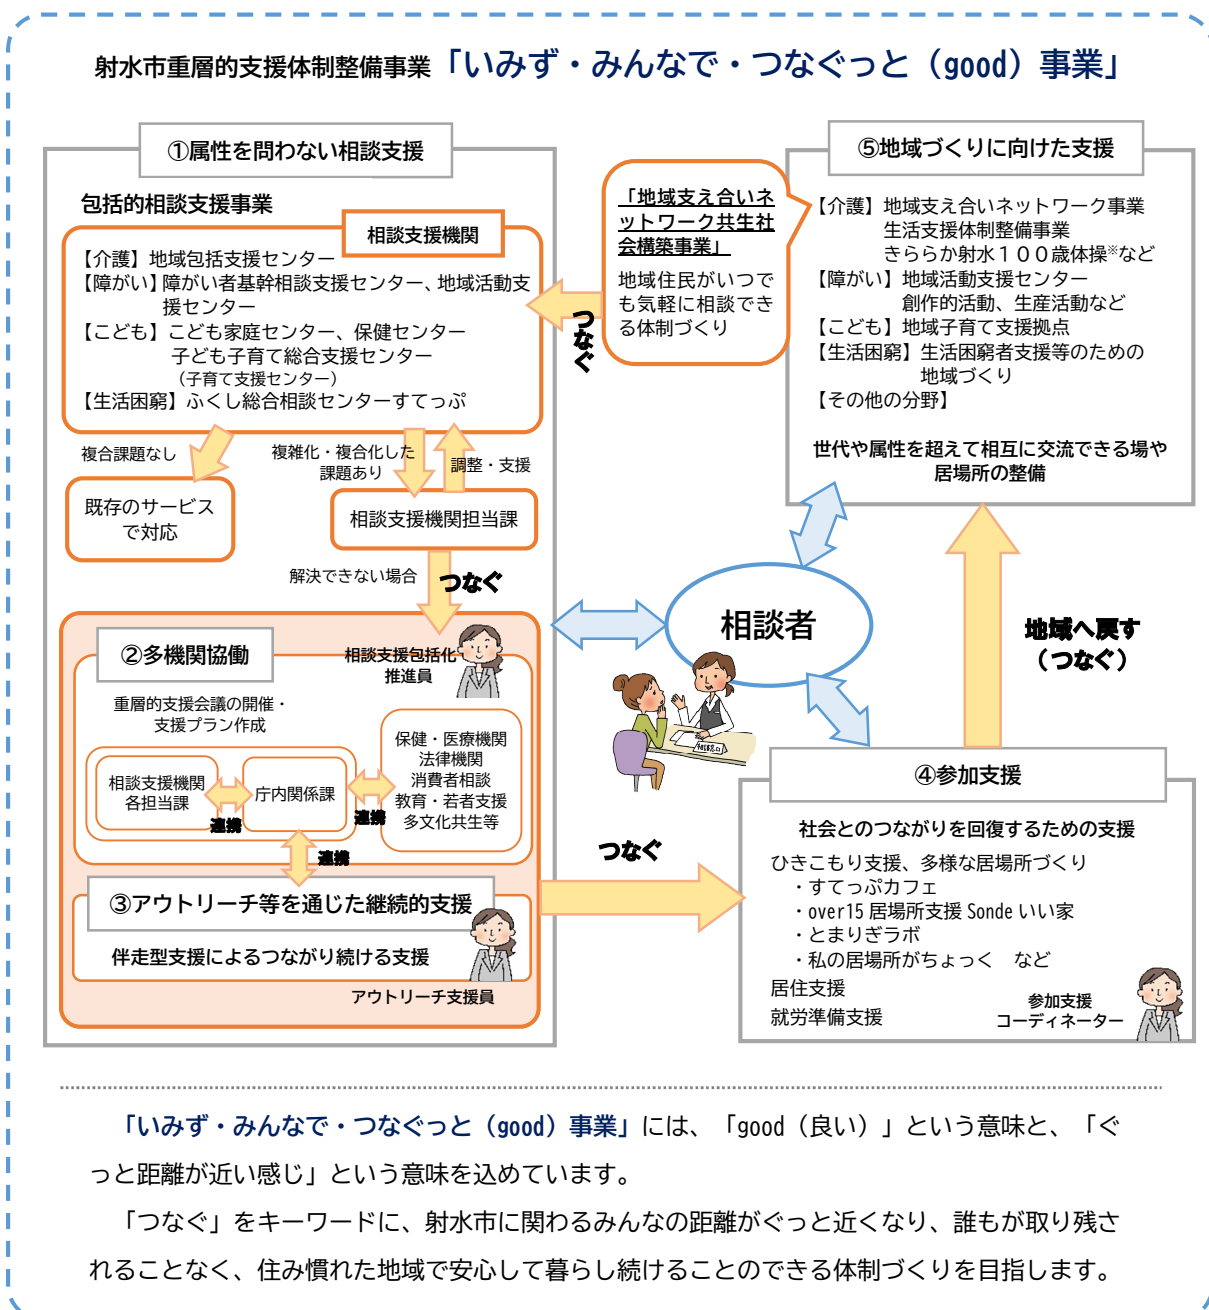 射水市重層的支援体制整備事業「いみず・みんなで・つなぐっと（good）事業」
①属性を問わない相談支援
包括的相談支援事業
相談支援機関
【介護】地域包括支援センター
【障がい】障がい者基幹相談支援センター、地域活動支
援センター
【こども】こども家庭センター、保健センター
子ども子育て総合支援センター
（子育て支援センター）
【生活困窮】ふくし総合相談センターすてっぷ
複合課題なし
複雑化・複合化した
課題あり
調整・支援
既存のサービス
で対応
相談支援機関担当課
解決できない場合
つなぐ
②多機関協働
相談支援包括化
推進員
重層的支援会議の開催・
支援プラン作成
相談支援機関
各担当課
連携
庁内関係課
連携
保健・医療機関
法律機関
消費者相談
教育・若者支援
多文化共生等
連携
③アウトリーチ等を通じた継続的支援
伴走型支援によるつながり続ける支援
アウトリーチ支援員
「地域支え合いネ
ットワーク共生社
会構築事業」
地域住民がいつで
も気軽に相談でき
る体制づくり
つなぐ
⑤地域づくりに向けた支援
【介護】地域支え合いネットワーク事業
生活支援体制整備事業
きららか射水１００歳体操※など
【障がい】地域活動支援センター
創作的活動、生産活動など
【こども】地域子育て支援拠点
【生活困窮】生活困窮者支援等のための
地域づくり
【その他の分野】
世代や属性を超えて相互に交流できる場や
居場所の整備
相談者
相談窓口
地域へ戻す
（つなぐ）
つなぐ
④参加支援
社会とのつながりを回復するための支援
ひきこもり支援、多様な居場所づくり
・すてっぷカフェ
・over15 居場所支援 Sonde いい家
・とまりぎラボ
・私の居場所がちょっく　など
居住支援
就労準備支援
参加支援
コーディネーター
「いみず・みんなで・つなぐっと（good）事業」には、「good（良い）」という意味と、「ぐ
っと距離が近い感じ」という意味を込めています。
「つなぐ」をキーワードに、射水市に関わるみんなの距離がぐっと近くなり、誰もが取り残さ
れることなく、住み慣れた地域で安心して暮らし続けることのできる体制づくりを目指します。